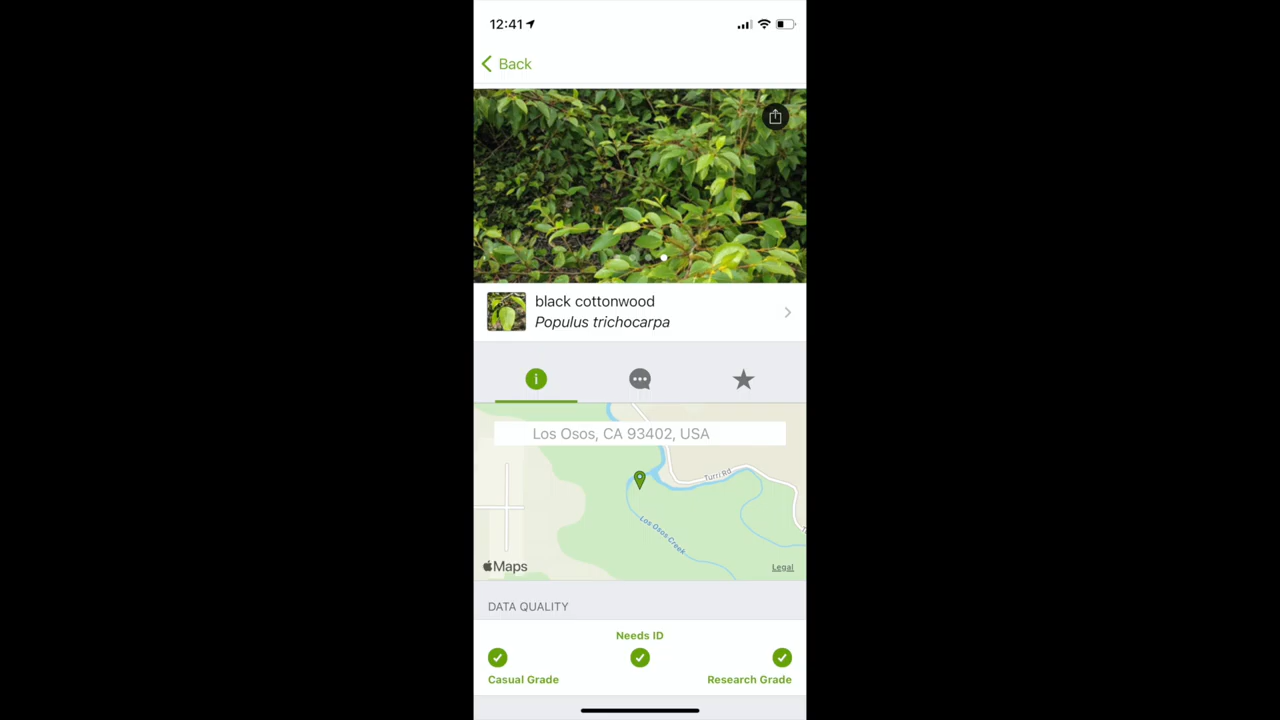 12:41
Back
black cottonwood
Populus trichocarpa
Los Osos, CA 93402, USA
Turri Rd
Los Osos Creek
Maps
Legal
DATA QUALITY
Needs ID
Casual Grade
Research Grade